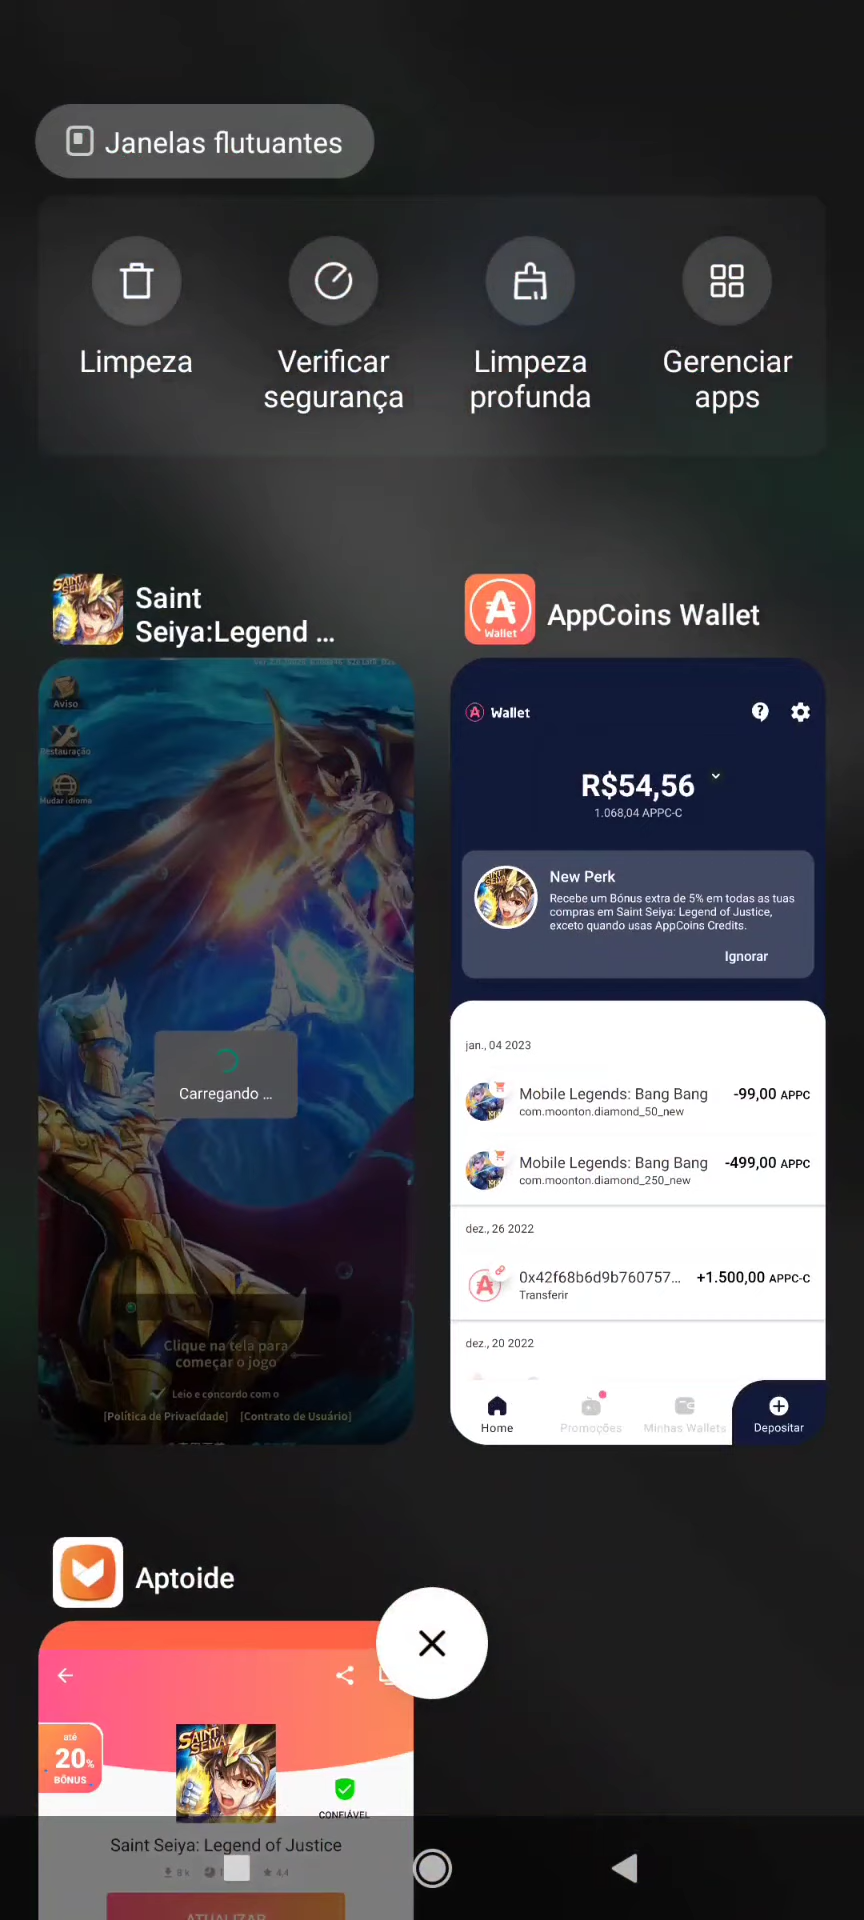 Janelas flutuantes
Limpeza
Verificar
segurança
Limpeza
profunda
Gerenciar
apps
Saint
Seiya:Legend ...
Aviso
Restauração
Mudar idioma
Carregando ...
Clique na tela para
começar o jogo
Leio e concordo com o
[Política de Privacidade] [Contrato de Usuário]
Wallet
AppCoins Wallet
Wallet
R$54,56
1.068,04 APPC-C
New Perk
Recebe um Bónus extra de 5% em todas as tuas
compras em Saint Seiya: Legend of Justice,
exceto quando usas AppCoins Credits.
Ignorar
jan., 04 2023
Mobile Legends: Bang Bang -99,00 APPC
com.moonton.diamond_50_new
Mobile Legends: Bang Bang -499,00 APPC
com.moonton.diamond_250_new
dez., 26 2022
0x42f68b6d9b760757... +1.500,00 APPC-C
Transferir
dez., 20 2022
Home
Promoções
Minhas Wallets
Depositar
Aptoide
até
20%
BÓNUS
SAINT SEIYA
CONFIÁVEL
Saint Seiya: Legend of Justice
8k
4.4
ATUALIZAR